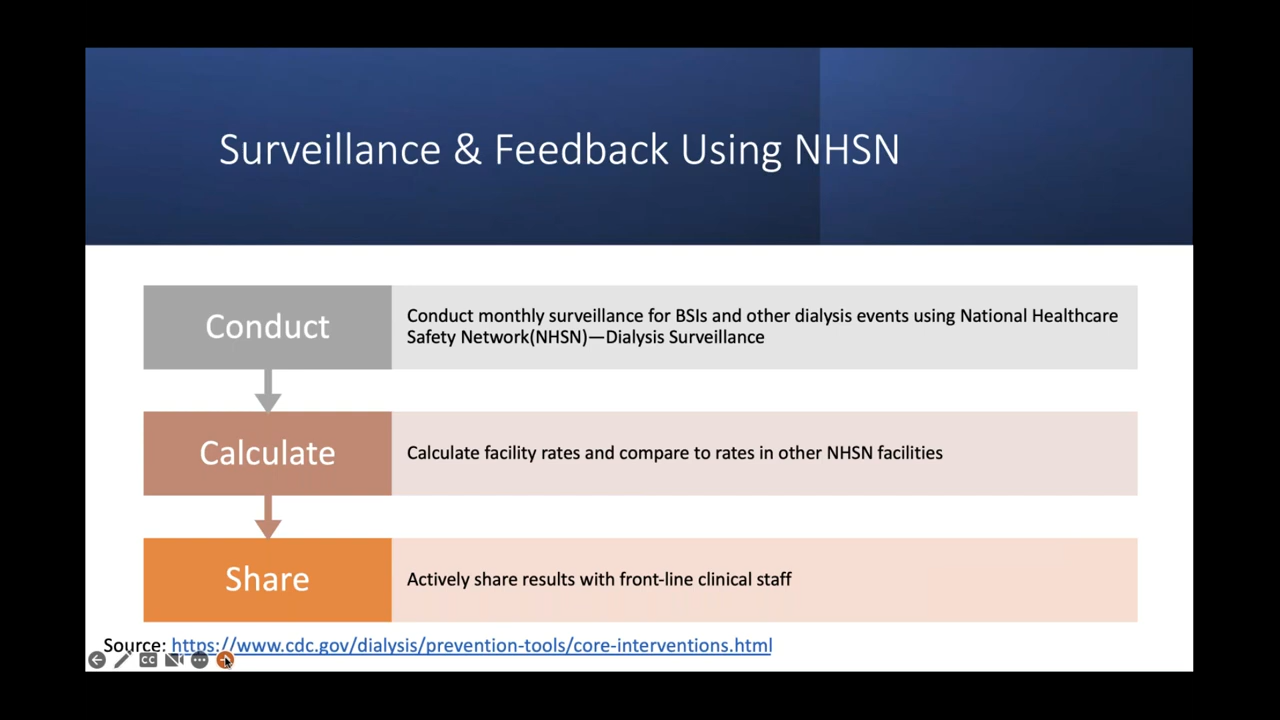 Surveillance & Feedback Using NHSN
Conduct
Conduct monthly surveillance for BSIs and other dialysis events using National Healthcare
Safety Network(NHSN)—Dialysis Surveillance
Calculate
Calculate facility rates and compare to rates in other NHSN facilities
Share
Actively share results with front-line clinical staff
Source: https://www.cdc.gov/dialysis/prevention-tools/core-interventions.html
CC